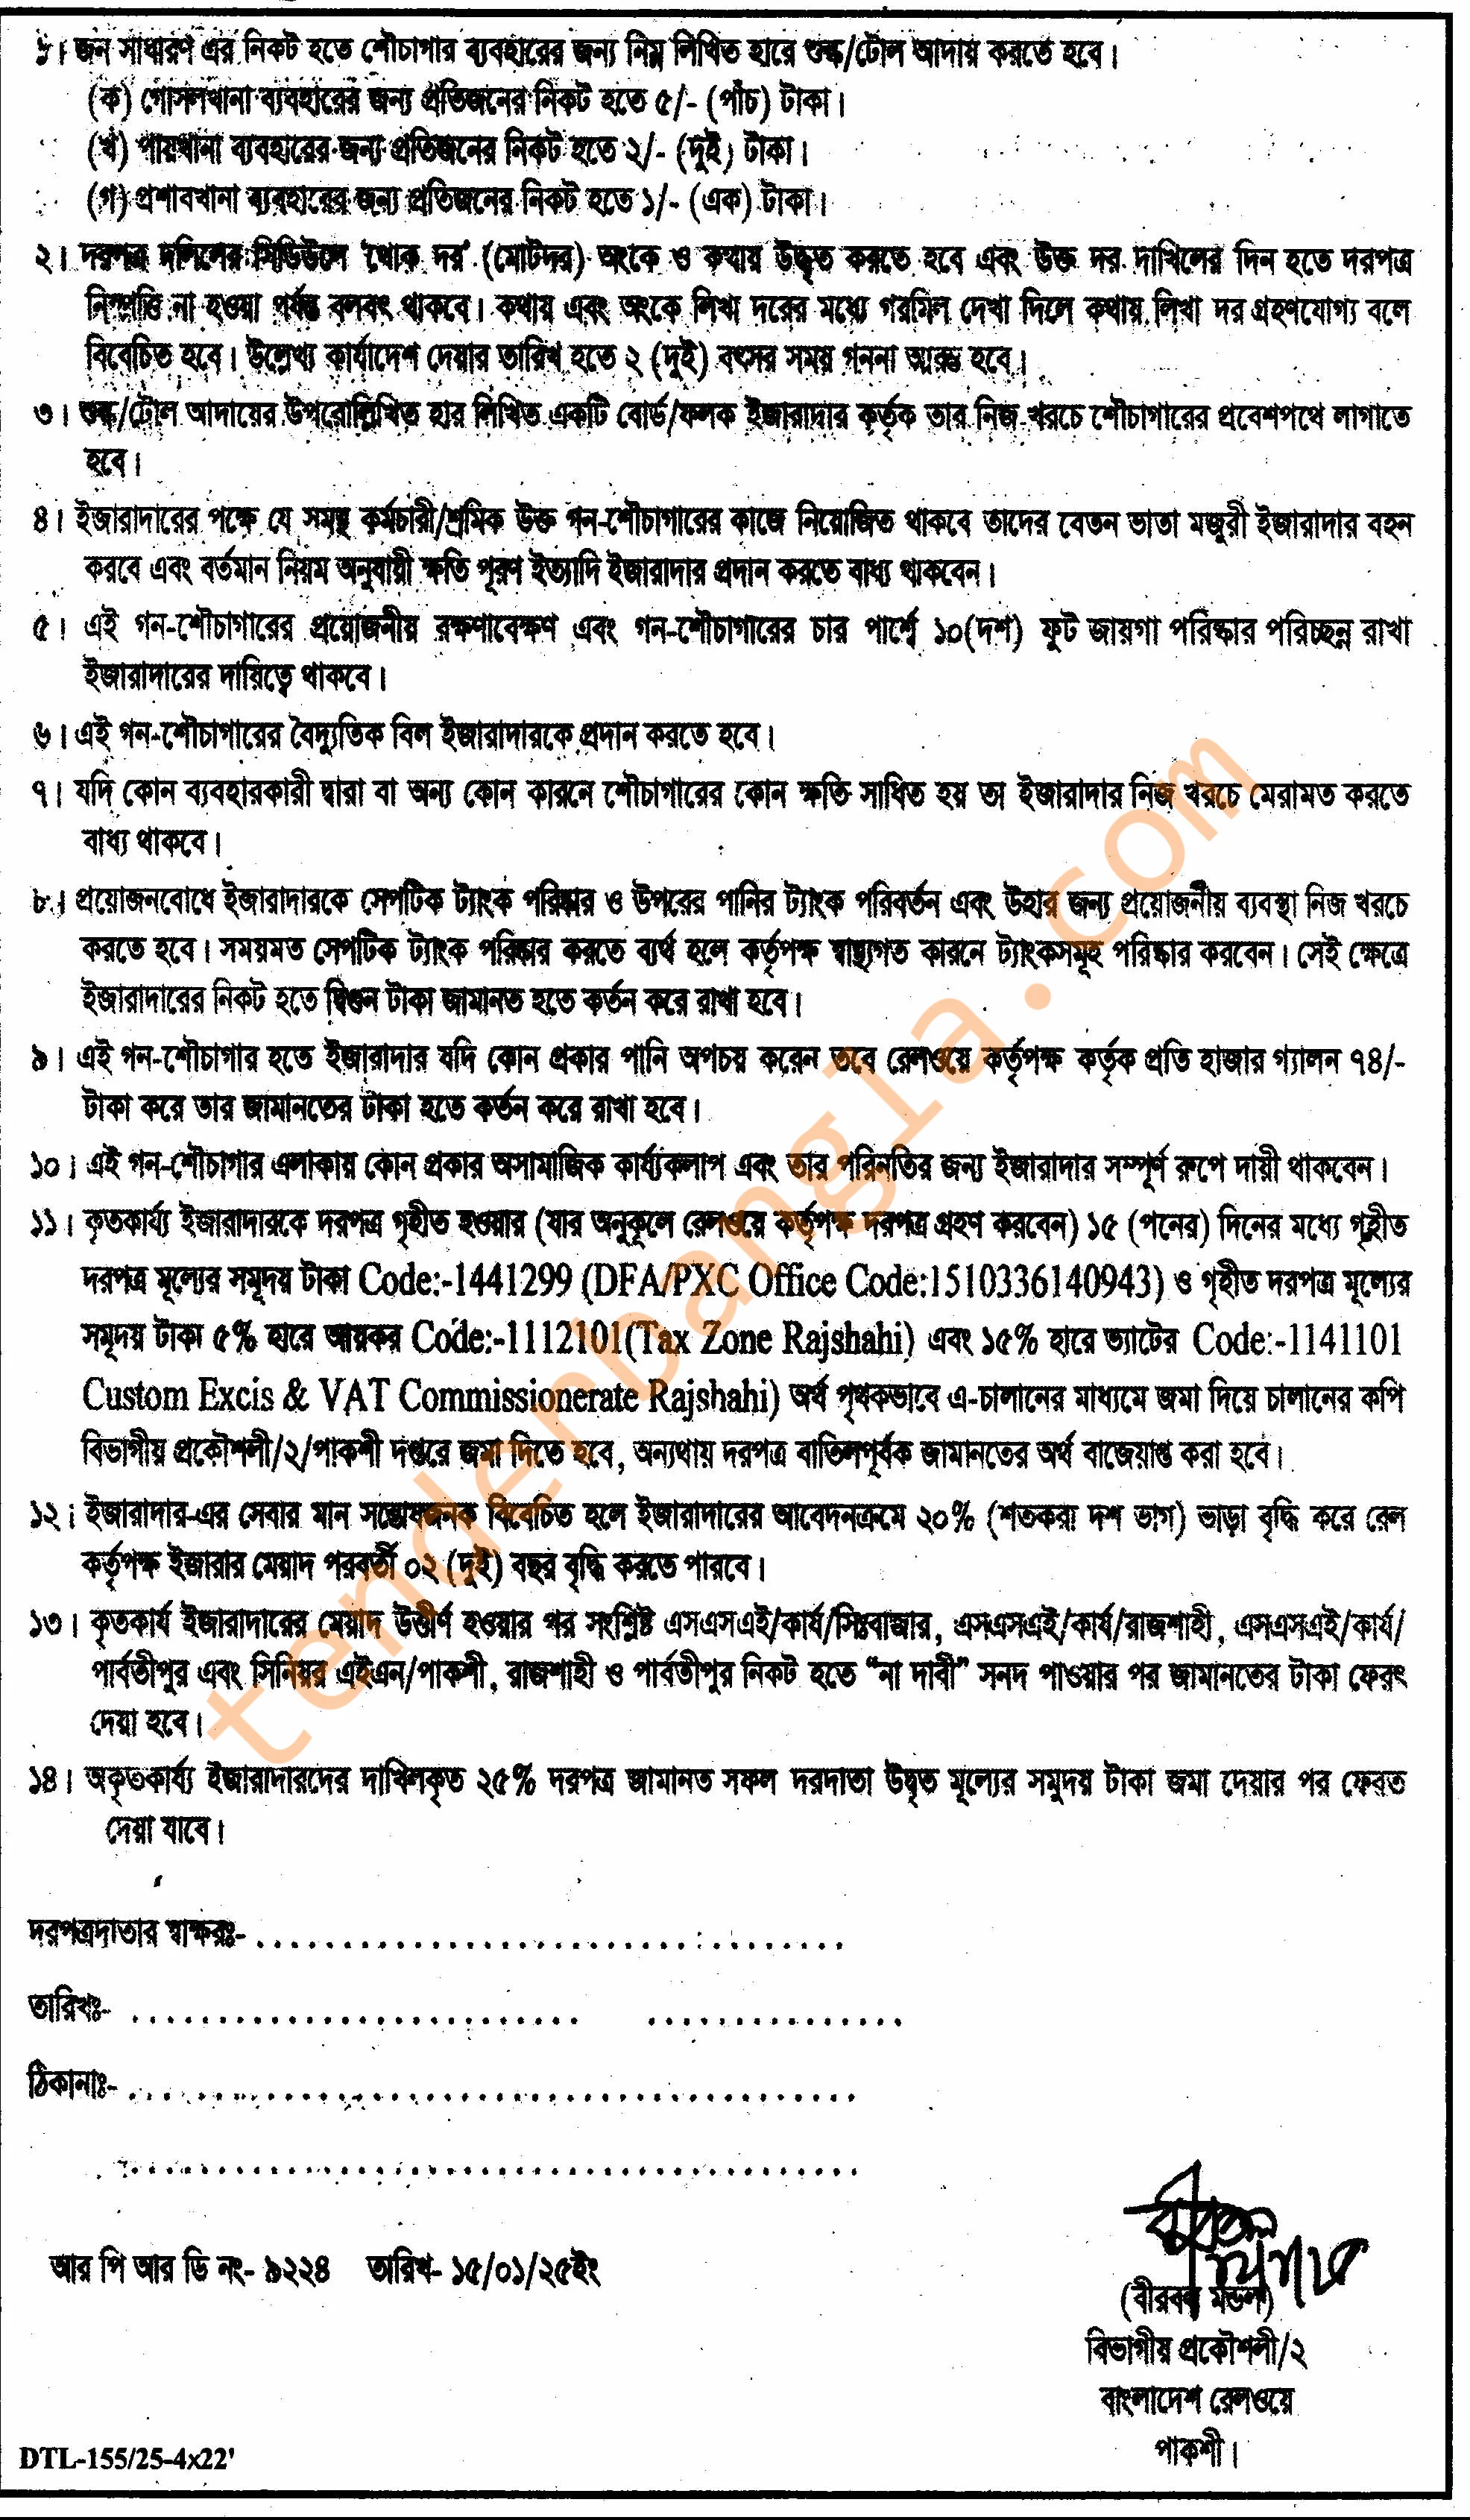 ১। জন সাধারণ এর নিকট হতে শৌচাগার ব্যবহারের জন্য নিম্ন লিখিত হারে শুল্ক/টোল আদায় করতে হবে।
(ক) গোসলখানা ব্যবহারের জন্য প্রতিজনের নিকট হতে ৫/- (পাঁচ) টাকা।
(খ) পায়খানা ব্যবহারের জন্য প্রতিজনের নিকট হতে ২/- (দুই) টাকা।
(গ) প্রশাবখানা ব্যবহারের জন্য প্রতিজনের নিকট হতে ১/- (এক) টাকা।
২। দরপত্র দলিলের সিডিউলে 'থোক দর' (মোটদর) অংকে ও কথায় উদ্ধৃত করতে হবে এবং উক্ত দর দাখিলের দিন হতে দরপত্র
নিস্পত্তি না হওয়া পর্যন্ত বলবৎ থাকবে। কথায় এবং অংকে লিখা দরের মধ্যে গরমিল দেখা দিলে কথায় লিখা দর গ্রহণযোগ্য বলে
বিবেচিত হবে। উল্লেখ্য কার্যাদেশ দেয়ার তারিখ হতে ২ (দুই) বৎসর সময় গননা আরম্ভ হবে।
৩। শুল্ক/টোল আদায়ের উপরোল্লিখিত হার লিখিত একটি বোর্ড/ফলক ইজারাদার কর্তৃক তার নিজ খরচে শৌচাগারের প্রবেশপথে লাগাতে
হবে।
৪। ইজারাদারের পক্ষে যে সমস্থ কর্মচারী/শ্রমিক উক্ত গন-শৌচাগারের কাজে নিয়োজিত থাকবে তাদের বেতন ভাতা মজুরী ইজারাদার বহন
করবে এবং বর্তমান নিয়ম অনুযায়ী ক্ষতি পূরণ ইত্যাদি ইজারাদার প্রদান করতে বাধ্য থাকবেন।
৫। এই গন-শৌচাগারের প্রয়োজনীয় রক্ষণাবেক্ষণ এবং গন-শৌচাগারের চার পার্শ্বে ১০(দশ) ফুট জায়গা পরিস্কার পরিচ্ছন্ন রাখা
ইজারাদারের দায়িত্বে থাকবে।
৬। এই গন-শৌচাগারের বৈদ্যুতিক বিল ইজারাদারকে প্রদান করতে হবে।
৭। যদি কোন ব্যবহারকারী দ্বারা বা অন্য কোন কারনে শৌচাগারের কোন ক্ষতি সাধিত হয় তা ইজারাদার নিজ খরচে মেরামত করতে
বাধ্য থাকবে।
৮। প্রয়োজনবোধে ইজারাদারকে সেপটিক ট্যাংক পরিস্কার ও উপরের পানির ট্যাংক পরিবর্তন এবং উহার জন্য প্রয়োজনীয় ব্যবস্থা নিজ খরচে
করতে হবে। সময়মত সেপটিক ট্যাংক পরিস্কার করতে ব্যর্থ হলে কর্তৃপক্ষ স্বাস্থ্যগত কারনে ট্যাংকসমূহ পরিস্কার করবেন। সেই ক্ষেত্রে
ইজারাদারের নিকট হতে দ্বিগুন টাকা জামানত হতে কর্তন করে রাখা হবে।
৯। এই গন-শৌচাগার হতে ইজারাদার যদি কোন প্রকার পানি অপচয় করেন তবে রেলওয়ে কর্তৃপক্ষ কর্তৃক প্রতি হাজার গ্যালন ৭৪/-
টাকা করে তার জামানতের টাকা হতে কর্তন করে রাখা হবে।
১০। এই গন-শৌচাগার এলাকায় কোন প্রকার অসামাজিক কার্য্যকলাপ এবং তার পরিনতির জন্য ইজারাদার সম্পূর্ণ রুপে দায়ী থাকবেন।
১১। কৃতকার্য্য ইজারাদারকে দরপত্র গৃহীত হওয়ার (যার অনুকূলে রেলওয়ে কর্তৃপক্ষ দরপত্র গ্রহণ করবেন) ১৫ (পনের) দিনের মধ্যে গৃহীত
দরপত্র মূল্যের সমূদয় টাকা Code:-1441299 (DFA/PXC Office Code:1510336140943) ও গৃহীত দরপত্র মূল্যের
সমূদয় টাকা ৫% হারে আয়কর Code:-1112101(Tax Zone Rajshahi) এবং ১৫% হারে ভ্যাটের Code:-1141101
Custom Excis & VAT Commissionerate Rajshahi) অর্থ পৃথকভাবে এ-চালানের মাধ্যমে জমা দিয়ে চালানের কপি
বিভাগীয় প্রকৌশলী/২/পাকশী দপ্তরে জমা দিতে হবে, অন্যথায় দরপত্র বাতিলপূর্বক জামানতের অর্থ বাজেয়াপ্ত করা হবে।
১২। ইজারাদার-এর সেবার মান সন্তোষজনক বিবেচিত হলে ইজারাদারের আবেদনক্রমে ২০% (শতকরা দশ ভাগ) ভাড়া বৃদ্ধি করে রেল
কর্তৃপক্ষ ইজারার মেয়াদ পরবর্তী ০২ (দুই) বছর বৃদ্ধি করতে পারবে।
১৩। কৃতকার্য ইজারাদারের মেয়াদ উত্তীর্ণ হওয়ার পর সংশ্লিষ্ট এসএসএই/কার্য/সিঃবাজার, এসএসএই/কার্য/রাজশাহী, এসএসএই/কার্য/
পার্বতীপুর এবং সিনিয়র এইএন/পাকশী, রাজশাহী ও পার্বতীপুর নিকট হতে "না দাবী" সনদ পাওয়ার পর জামানতের টাকা ফেরৎ
দেয়া হবে।
১৪। অকৃতকার্য্য ইজারাদারদের দাখিলকৃত ২৫% দরপত্র জামানত সফল দরদাতা উদ্ধৃত মূল্যের সমুদয় টাকা জমা দেয়ার পর ফেরত
দেয়া যাবে।
দরপত্রদাতার স্বাক্ষরঃ- ........................................
তারিখঃ- ........................... ...............
ঠিকানাঃ- ............................................
............................................
আর পি আর ডি নং- ৯২২৪ তারিখ- ১৫/০১/২৫ইং
(বীরবল মন্ডল)
বিভাগীয় প্রকৌশলী/২
বাংলাদেশ রেলওয়ে
পাকশী।
DTL-155/25-4x22'
tenderbangla.com